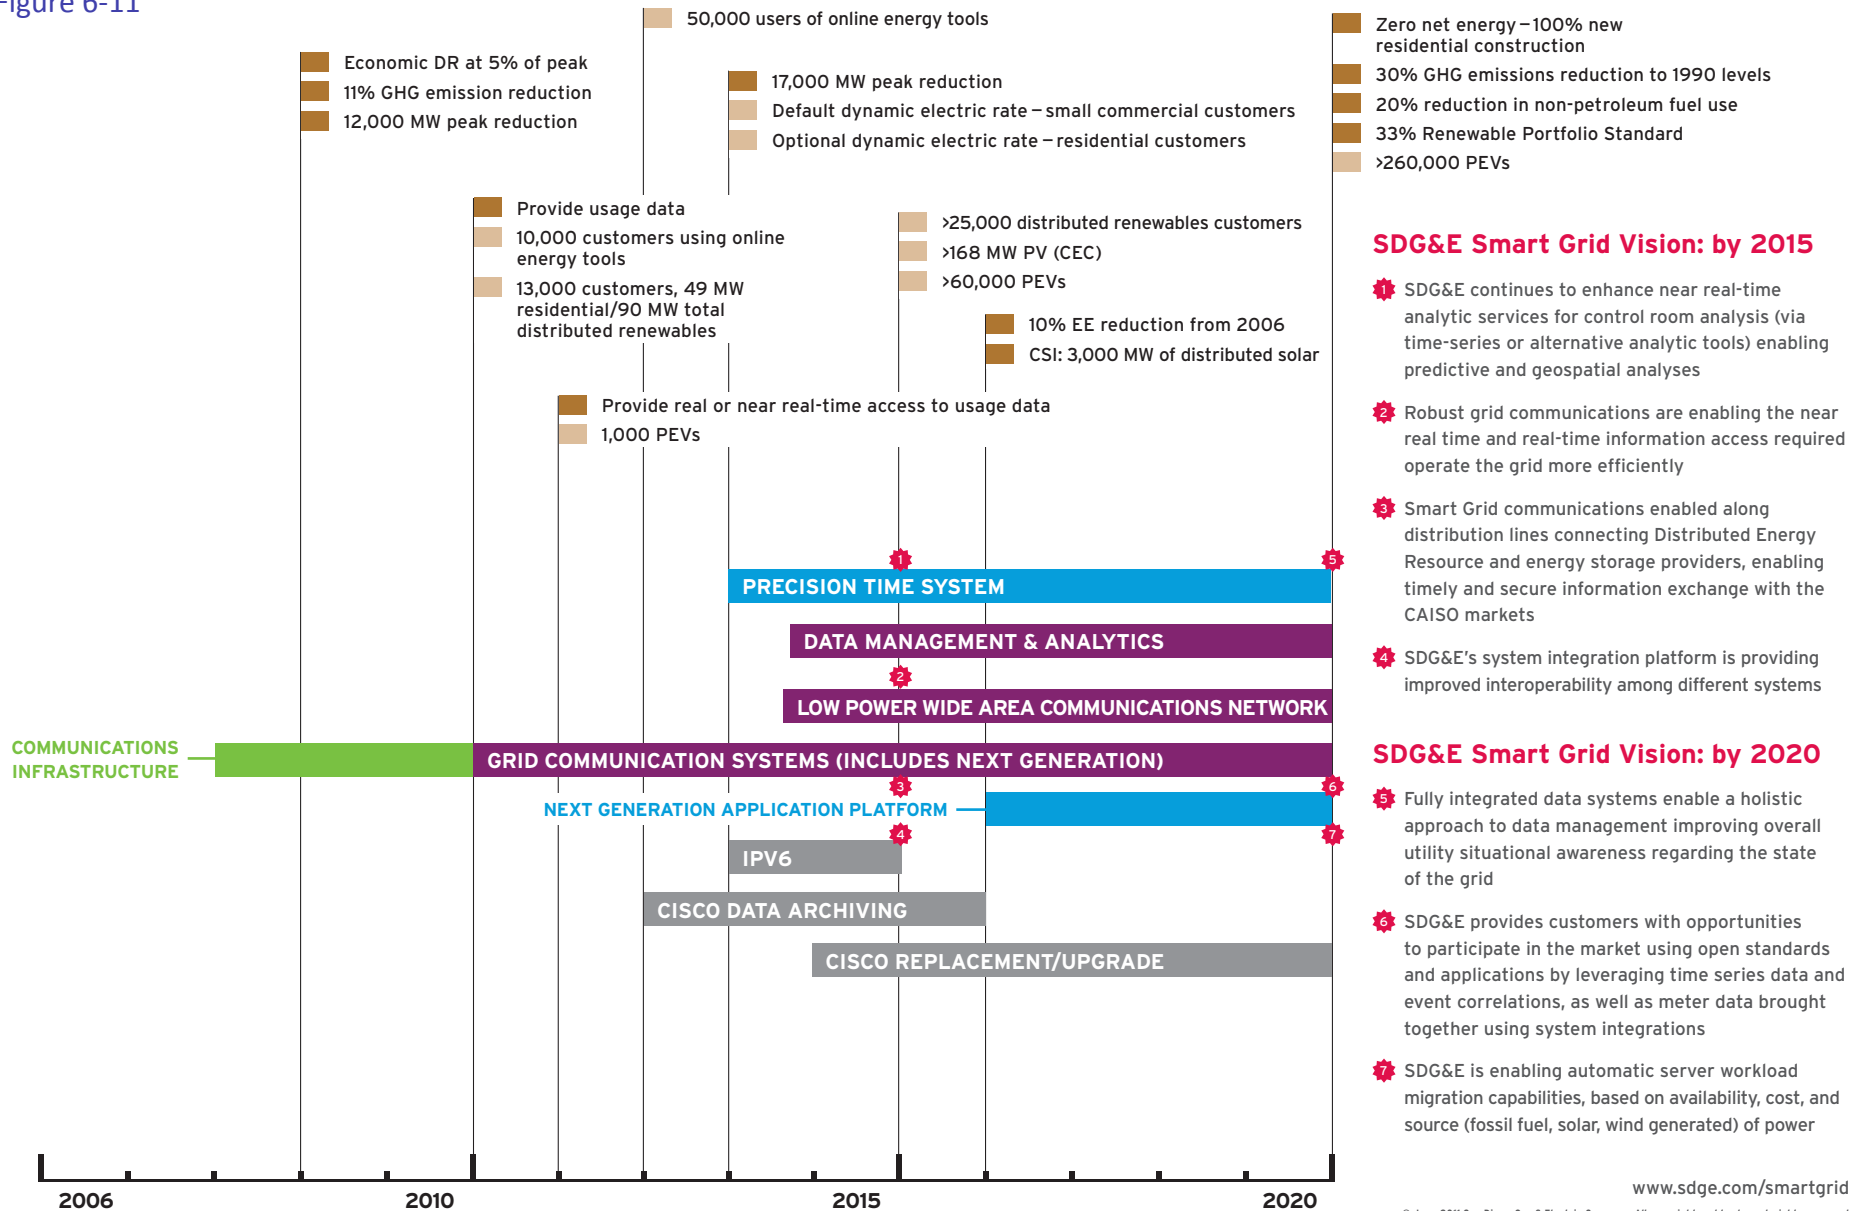 Figure 6-11
50,000 users of online energy tools
Economic DR at 5% of peak
11% GHG emission reduction
12,000 MW peak reduction
17,000 MW peak reduction
Default dynamic electric rate – small commercial customers
Optional dynamic electric rate – residential customers
Zero net energy – 100% new
residential construction
30% GHG emissions reduction to 1990 levels
20% reduction in non-petroleum fuel use
33% Renewable Portfolio Standard
>260,000 PEVs
Provide usage data
10,000 customers using online
energy tools
13,000 customers, 49 MW
residential/90 MW total
distributed renewables
>25,000 distributed renewables customers
>168 MW PV (CEC)
>60,000 PEVs
10% EE reduction from 2006
CSI: 3,000 MW of distributed solar
Provide real or near real-time access to usage data
1,000 PEVs
1
5
PRECISION TIME SYSTEM
DATA MANAGEMENT & ANALYTICS
2
LOW POWER WIDE AREA COMMUNICATIONS NETWORK
COMMUNICATIONS
INFRASTRUCTURE
GRID COMMUNICATION SYSTEMS (INCLUDES NEXT GENERATION)
3
6
NEXT GENERATION APPLICATION PLATFORM
4
7
IPV6
CISCO DATA ARCHIVING
CISCO REPLACEMENT/UPGRADE
2006
2010
2015
2020
SDG&E Smart Grid Vision: by 2015
1 SDG&E continues to enhance near real-time
analytic services for control room analysis (via
time-series or alternative analytic tools) enabling
predictive and geospatial analyses
2 Robust grid communications are enabling the near
real time and real-time information access required
operate the grid more efficiently
3 Smart Grid communications enabled along
distribution lines connecting Distributed Energy
Resource and energy storage providers, enabling
timely and secure information exchange with the
CAISO markets
4 SDG&E's system integration platform is providing
improved interoperability among different systems
SDG&E Smart Grid Vision: by 2020
5 Fully integrated data systems enable a holistic
approach to data management improving overall
utility situational awareness regarding the state
of the grid
6 SDG&E provides customers with opportunities
to participate in the market using open standards
and applications by leveraging time series data and
event correlations, as well as meter data brought
together using system integrations
7 SDG&E is enabling automatic server workload
migration capabilities, based on availability, cost, and
source (fossil fuel, solar, wind generated) of power
www.sdge.com/smartgrid